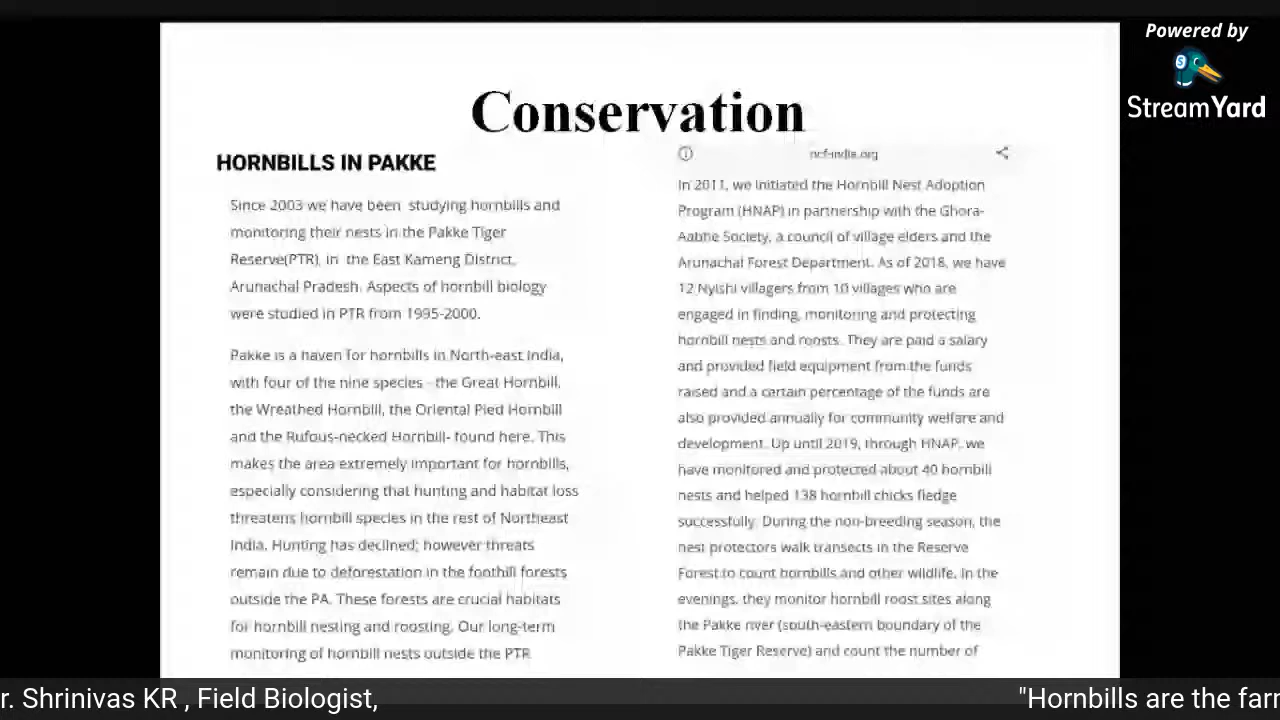 Powered by
StreamYard
Conservation
HORNBILLS IN PAKKE
Since 2003 we have been studying hornbills and
monitoring their nests in the Pakke Tiger
Reserve(PTR), in the East Kameng District,
Arunachal Pradesh. Aspects of hornbill biology
were studied in PTR from 1995-2000.
Pakke is a haven for hornbills in North-east India,
with four of the nine species - the Great Hornbill,
the Wreathed Hornbill, the Oriental Pied Hornbill
and the Rufous-necked Hornbill- found here. This
makes the area extremely important for hornbills,
especially considering that hunting and habitat loss
threatens hornbill species in the rest of Northeast
India. Hunting has declined; however threats
remain due to deforestation in the foothill forests
outside the PA. These forests are crucial habitats
for hornbill nesting and roosting. Our long-term
monitoring of hornbill nests outside the PTR
ncf-india.org
In 2011, we initiated the Hornbill Nest Adoption
Program (HNAP) in partnership with the Ghora-
Aabhe Society, a council of village elders and the
Arunachal Forest Department. As of 2018, we have
12 Nyishi villagers from 10 villages who are
engaged in finding, monitoring and protecting
hornbill nests and roosts. They are paid a salary
and provided field equipment from the funds
raised and a certain percentage of the funds are
also provided annually for community welfare and
development. Up until 2019, through HNAP, we
have monitored and protected about 40 hornbill
nests and helped 138 hornbill chicks fledge
successfully. During the non-breeding season, the
nest protectors walk transects in the Reserve
Forest to count hornbills and other wildlife. In the
evenings, they monitor hornbill roost sites along
the Pakke river (south-eastern boundary of the
Pakke Tiger Reserve) and count the number of
r. Shrinivas KR , Field Biologist,
"Hornbills are the farr